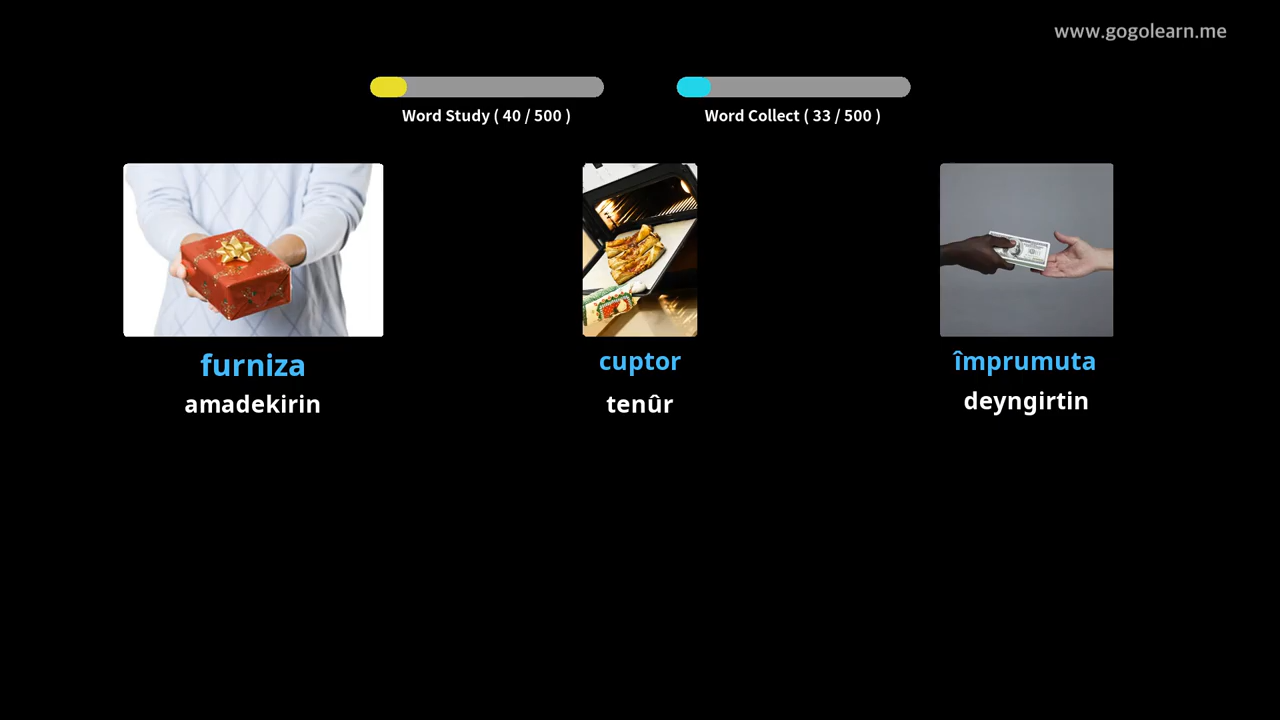 www.gogolearn.me
Word Study ( 40 / 500 )
Word Collect ( 33 / 500 )
furniza
amadekirin
cuptor
tenûr
împrumuta
deyngirtin